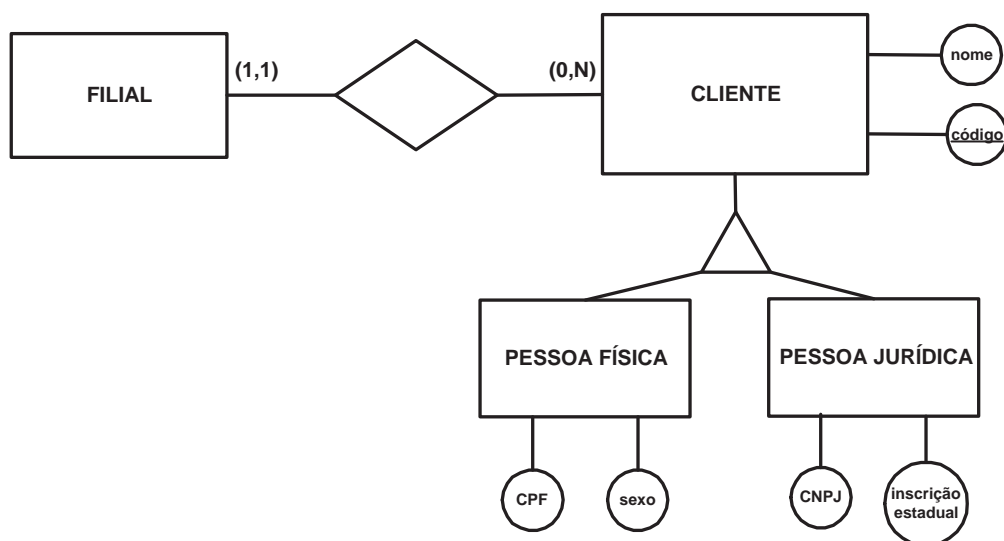 FILIAL
(1,1)
(0,N)
CLIENTE
nome
código
PESSOA FÍSICA
PESSOA JURÍDICA
CPF
sexo
CNPJ
inscrição
estadual